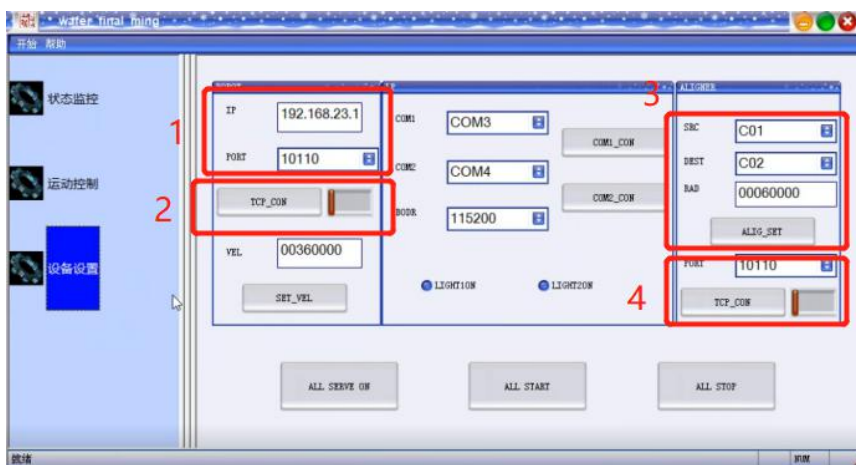 water final ming
开始 帮助
状态监控
运动控制
设备设置
1
2
3
4
IP
192.168.23.1
PORT
10110
TCP_CON
VEL
00360000
SET_VEL
COM1
COM3
COM1_CON
COM2
COM4
COM2_CON
BODR
115200
LIGHT1ON
LIGHT2ON
ALIGNER
SRC
C01
DEST
C02
RAD
00060000
ALIG_SET
PORT
10110
TCP_CON
ALL SERVE ON
ALL START
ALL STOP
就绪
NUM